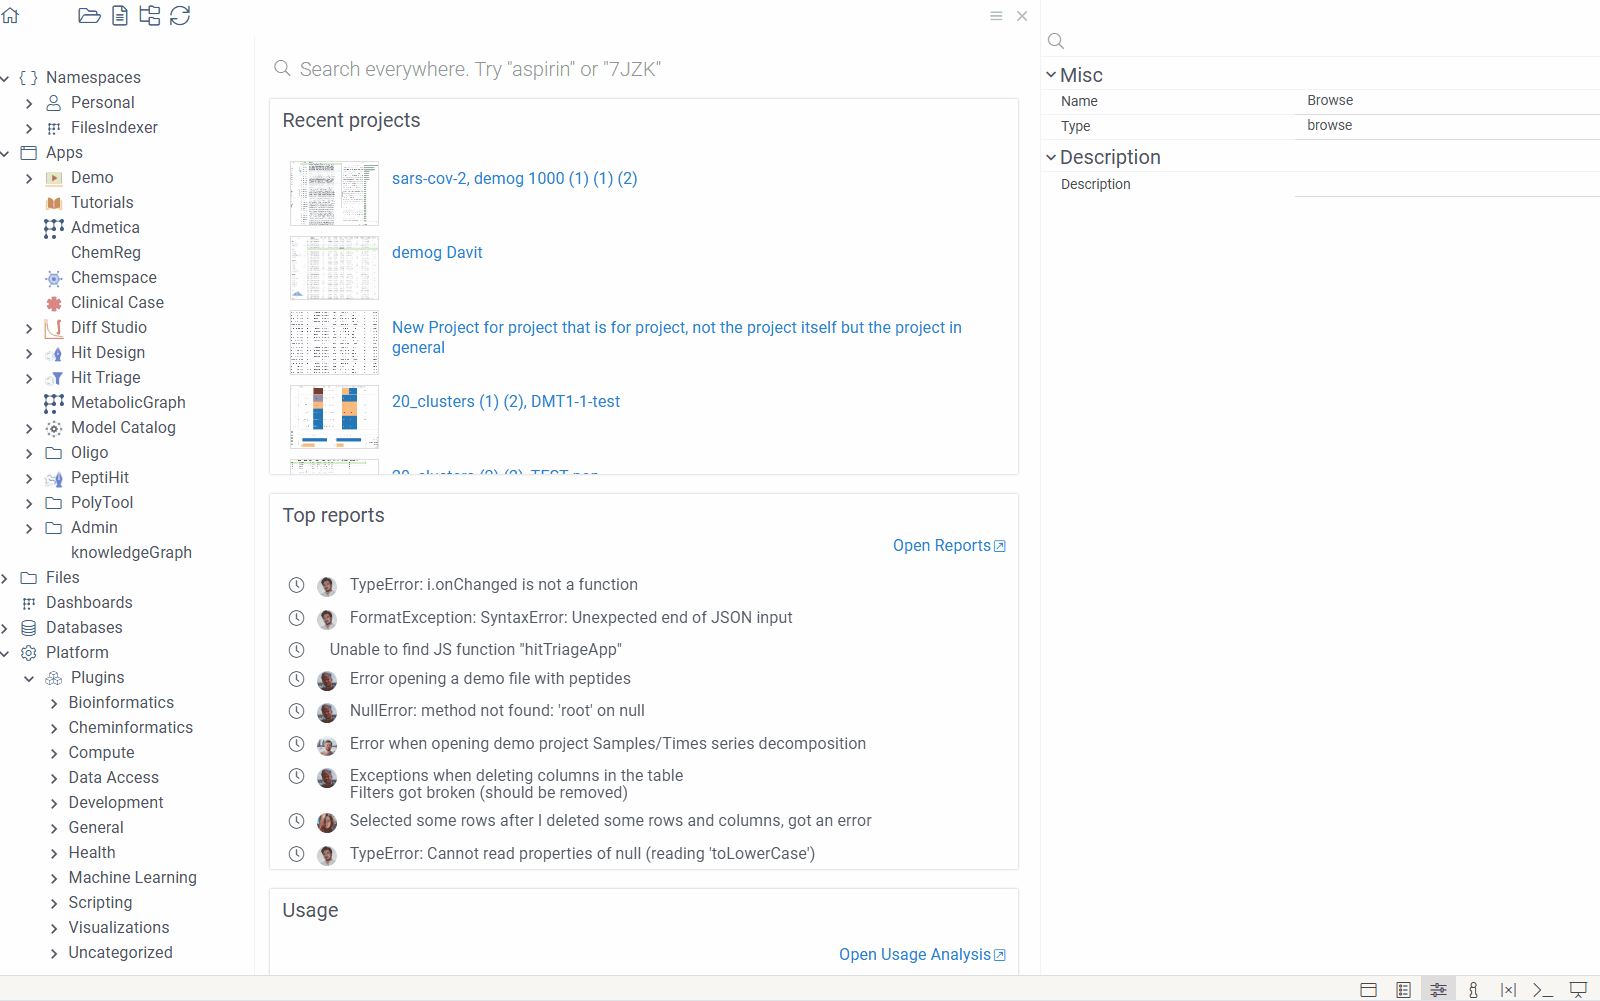 Search everywhere. Try "aspirin" or "7JZK"
Namespaces
Personal
FilesIndexer
Apps
Demo
Tutorials
Admetica
ChemReg
Chemspace
Clinical Case
Diff Studio
Hit Design
Hit Triage
MetabolicGraph
Model Catalog
Oligo
PeptiHit
PolyTool
Admin
knowledgeGraph
Files
Dashboards
Databases
Platform
Plugins
Bioinformatics
Cheminformatics
Compute
Data Access
Development
General
Health
Machine Learning
Scripting
Visualizations
Uncategorized
Recent projects
sars-cov-2, demog 1000 (1) (1) (2)
demog Davit
New Project for project that is for project, not the project itself but the project in
general
20_clusters (1) (2), DMT1-1-test
Top reports
Open Reports
TypeError: i.onChanged is not a function
FormatException: SyntaxError: Unexpected end of JSON input
Unable to find JS function "hitTriageApp"
Error opening a demo file with peptides
NullError: method not found: 'root' on null
Error when opening demo project Samples/Times series decomposition
Exceptions when deleting columns in the table
Filters got broken (should be removed)
Selected some rows after I deleted some rows and columns, got an error
TypeError: Cannot read properties of null (reading 'toLowerCase')
Usage
Open Usage Analysis
Misc
Name Browse
Type browse
Description
Description